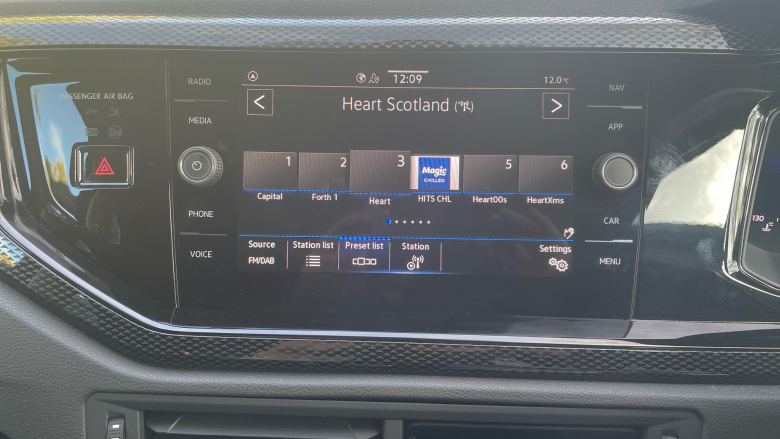 RADIO
MEDIA
PHONE
VOICE
PASSENGER AIR BAG
OFF
12:09
12.0 °C
< Heart Scotland >
1 2 3 5 6
Magic
CHILLED
Capital Forth 1 Heart HITS CHL Heart00s HeartXms
Source Station list Preset list Station Settings
FM/DAB
NAV
APP
CAR
MENU
130